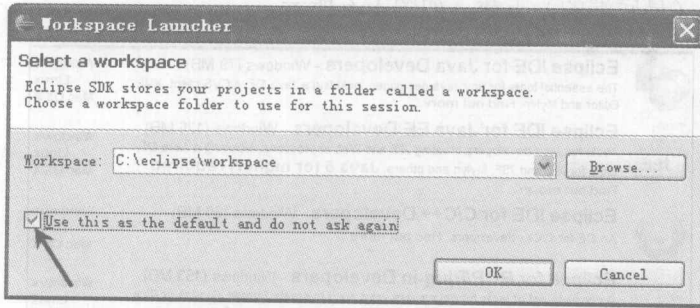 Workspace Launcher
Select a workspace
Eclipse SDK stores your projects in a folder called a workspace.
Choose a workspace folder to use for this session.
Workspace: C:\eclipse\workspace Browse...
Use this as the default and do not ask again
OK Cancel